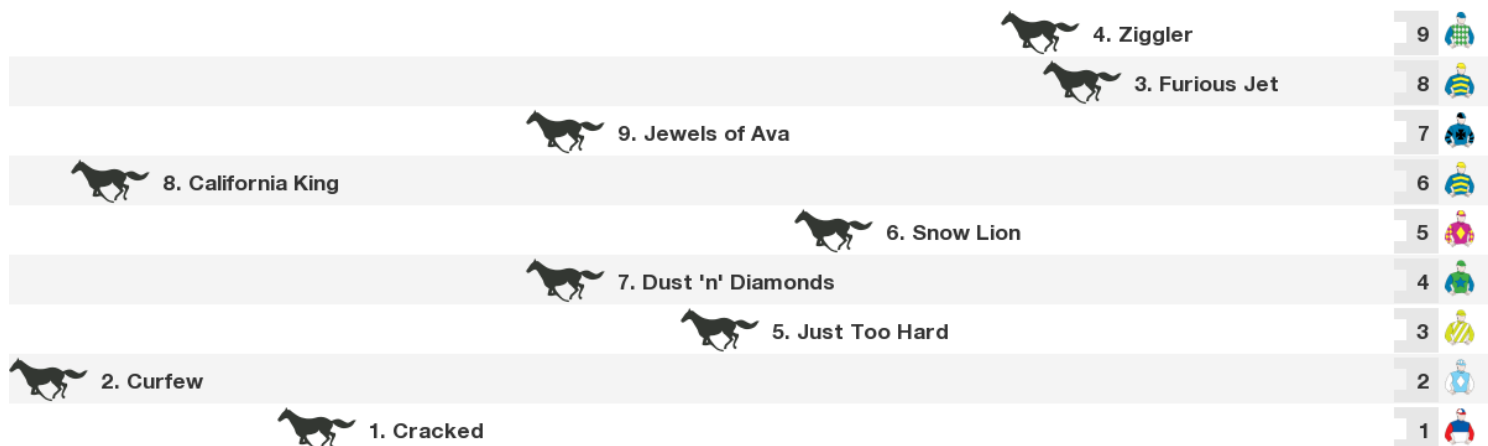 4. Ziggler 9
3. Furious Jet 8
9. Jewels of Ava 7
8. California King 6
6. Snow Lion 5
7. Dust 'n' Diamonds 4
5. Just Too Hard 3
2. Curfew 2
1. Cracked 1